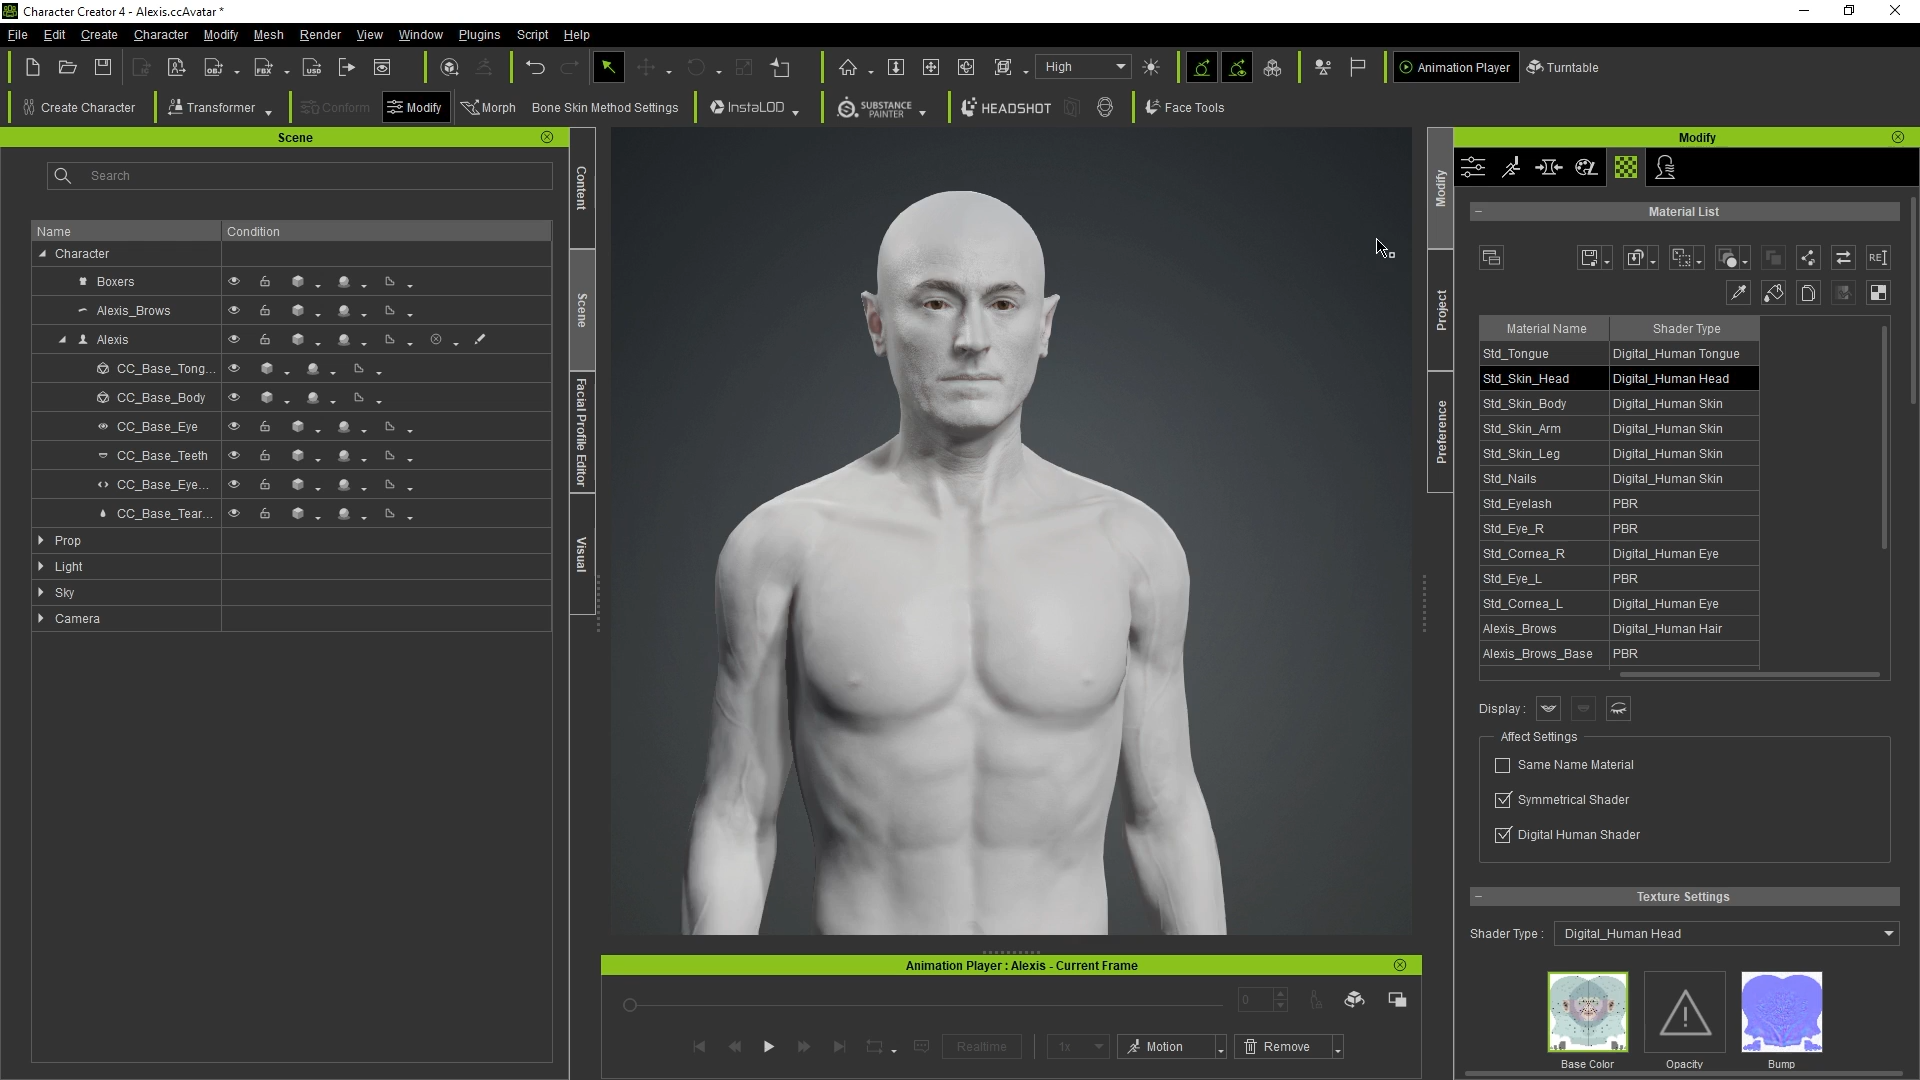 Character Creator 4 - Alexis.ccAvatar *
File Edit Create Character Modify Mesh Render View Window Plugins Script Help
OBJ FBX USD High Animation Player Turntable
Create Character Transformer Conform Modify Morph Bone Skin Method Settings InstaLOD SUBSTANCE PAINTER HEADSHOT Face Tools
Scene
Search
Name Condition
Character
Boxers
Alexis_Brows
Alexis
CC_Base_Tong...
CC_Base_Body
CC_Base_Eye
CC_Base_Teeth
CC_Base_Eye...
CC_Base_Tear...
Prop
Light
Sky
Camera
Content
Scene
Facial Profile Editor
Visual
Modify
Project
Preference
Modify
Material List
RE
Material Name Shader Type
Std_Tongue Digital_Human Tongue
Std_Skin_Head Digital_Human Head
Std_Skin_Body Digital_Human Skin
Std_Skin_Arm Digital_Human Skin
Std_Skin_Leg Digital_Human Skin
Std_Nails Digital_Human Skin
Std_Eyelash PBR
Std_Eye_R PBR
Std_Cornea_R Digital_Human Eye
Std_Eye_L PBR
Std_Cornea_L Digital_Human Eye
Alexis_Brows Digital_Human Hair
Alexis_Brows_Base PBR
Display :
Affect Settings
Same Name Material
Symmetrical Shader
Digital Human Shader
Texture Settings
Shader Type : Digital_Human Head
Base Color Opacity Bump
Animation Player : Alexis - Current Frame
0
Realtime 1x Motion Remove